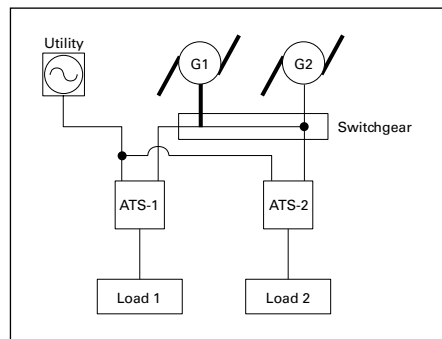 Utility
G1
G2
Switchgear
ATS-1
ATS-2
Load 1
Load 2